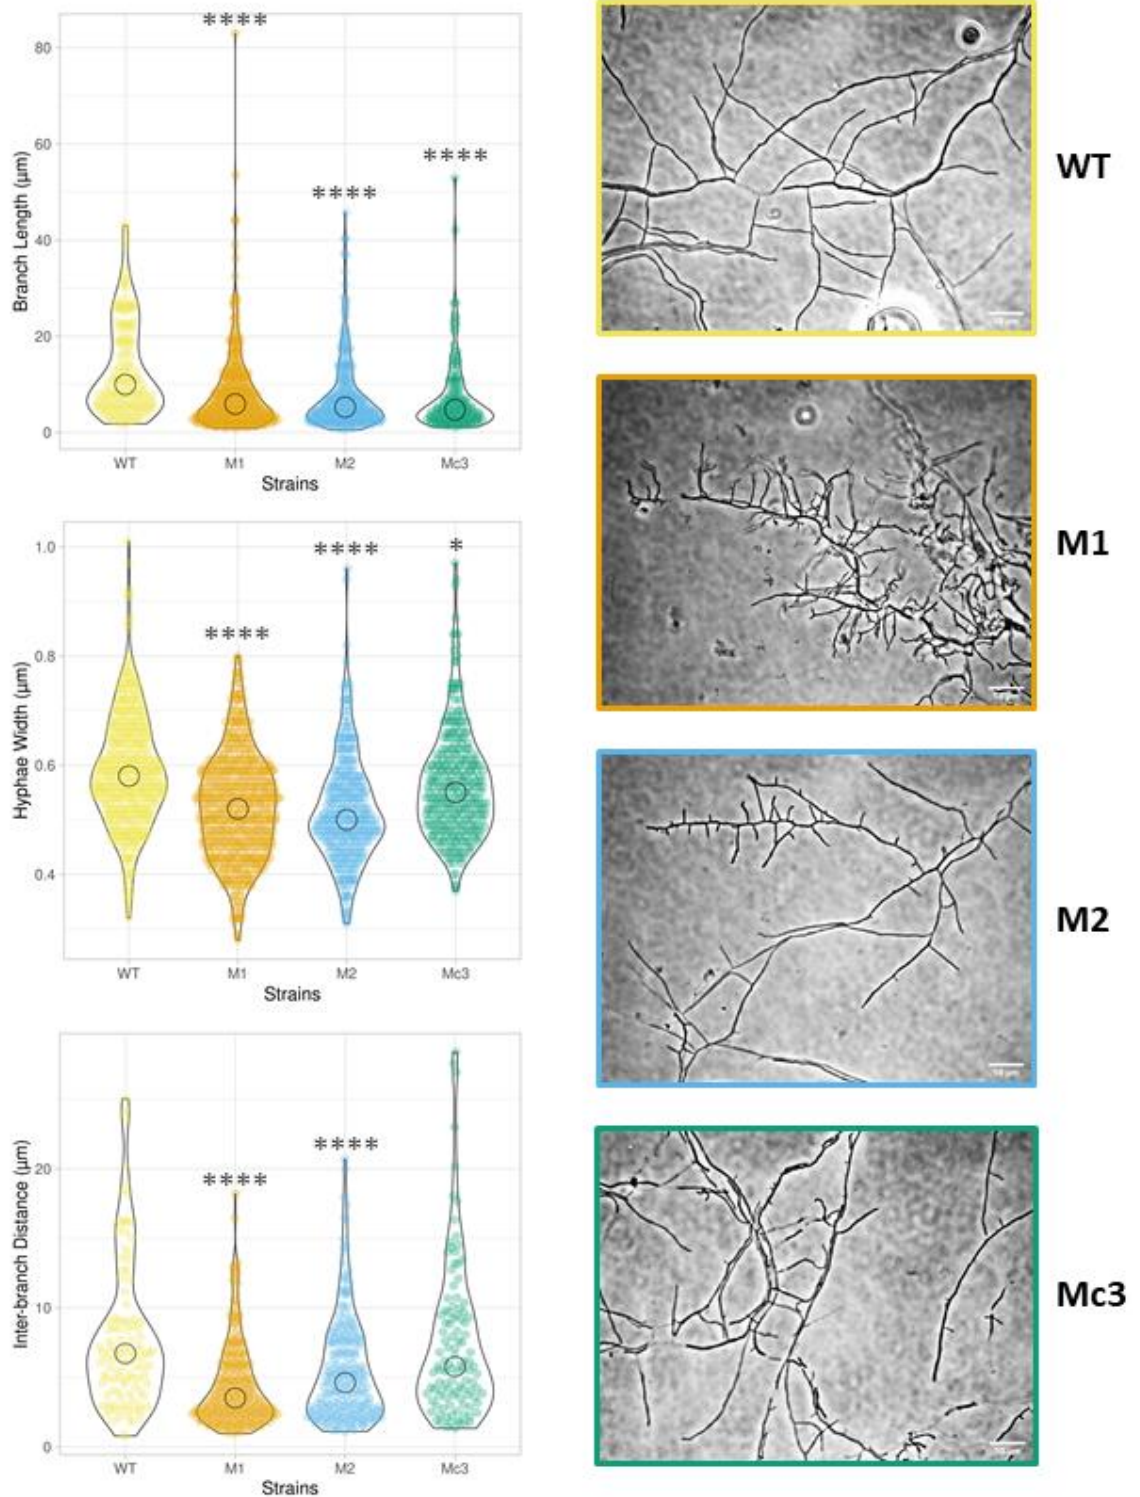 ****
80
****
60
****
40
20
0
WT M1 M2 Mc3
Strains
Branch Length (µm)
WT
1.0
****
*
****
0.8
0.6
0.4
WT M1 M2 Mc3
Strains
Hyphae Width (µm)
M1
M2
****
20
****
10
0
WT M1 M2 Mc3
Strains
Inter-branch Distance (µm)
Mc3